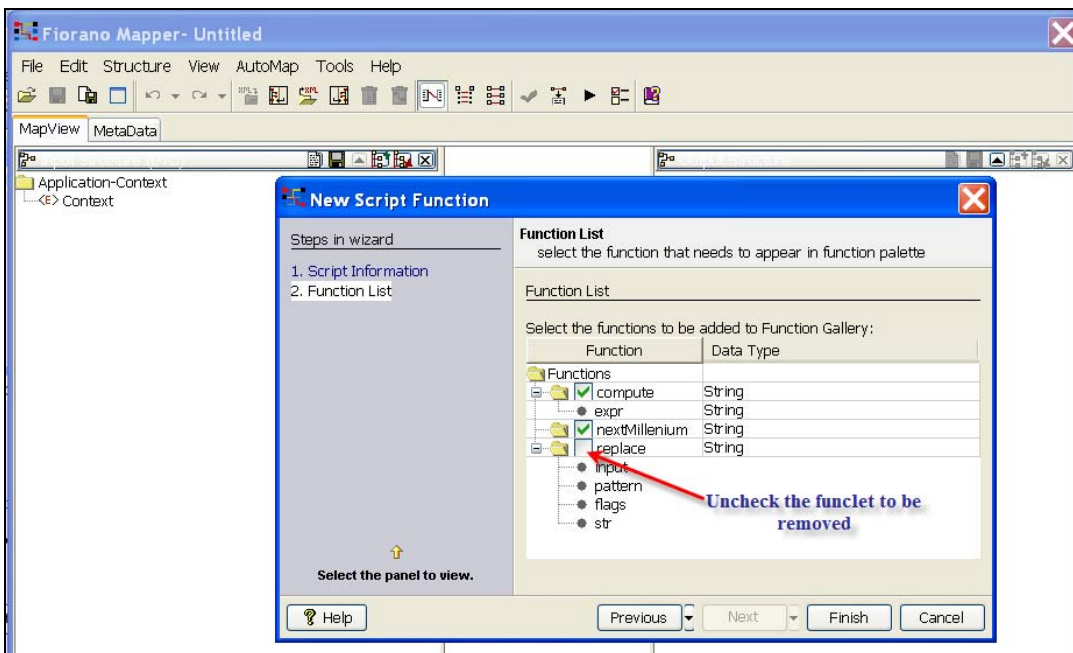 Fiorano Mapper- Untitled
File Edit Structure View AutoMap Tools Help
MapView MetaData
Application-Context
<E> Context
New Script Function
Steps in wizard
1. Script Information
2. Function List
Select the panel to view.
Function List
select the function that needs to appear in function palette
Function List
Select the functions to be added to Function Gallery:
Function Data Type
Functions
compute String
expr String
nextMillenium String
replace String
input
pattern
flags
str
Uncheck the funclet to be
removed
Help Previous Next Finish Cancel